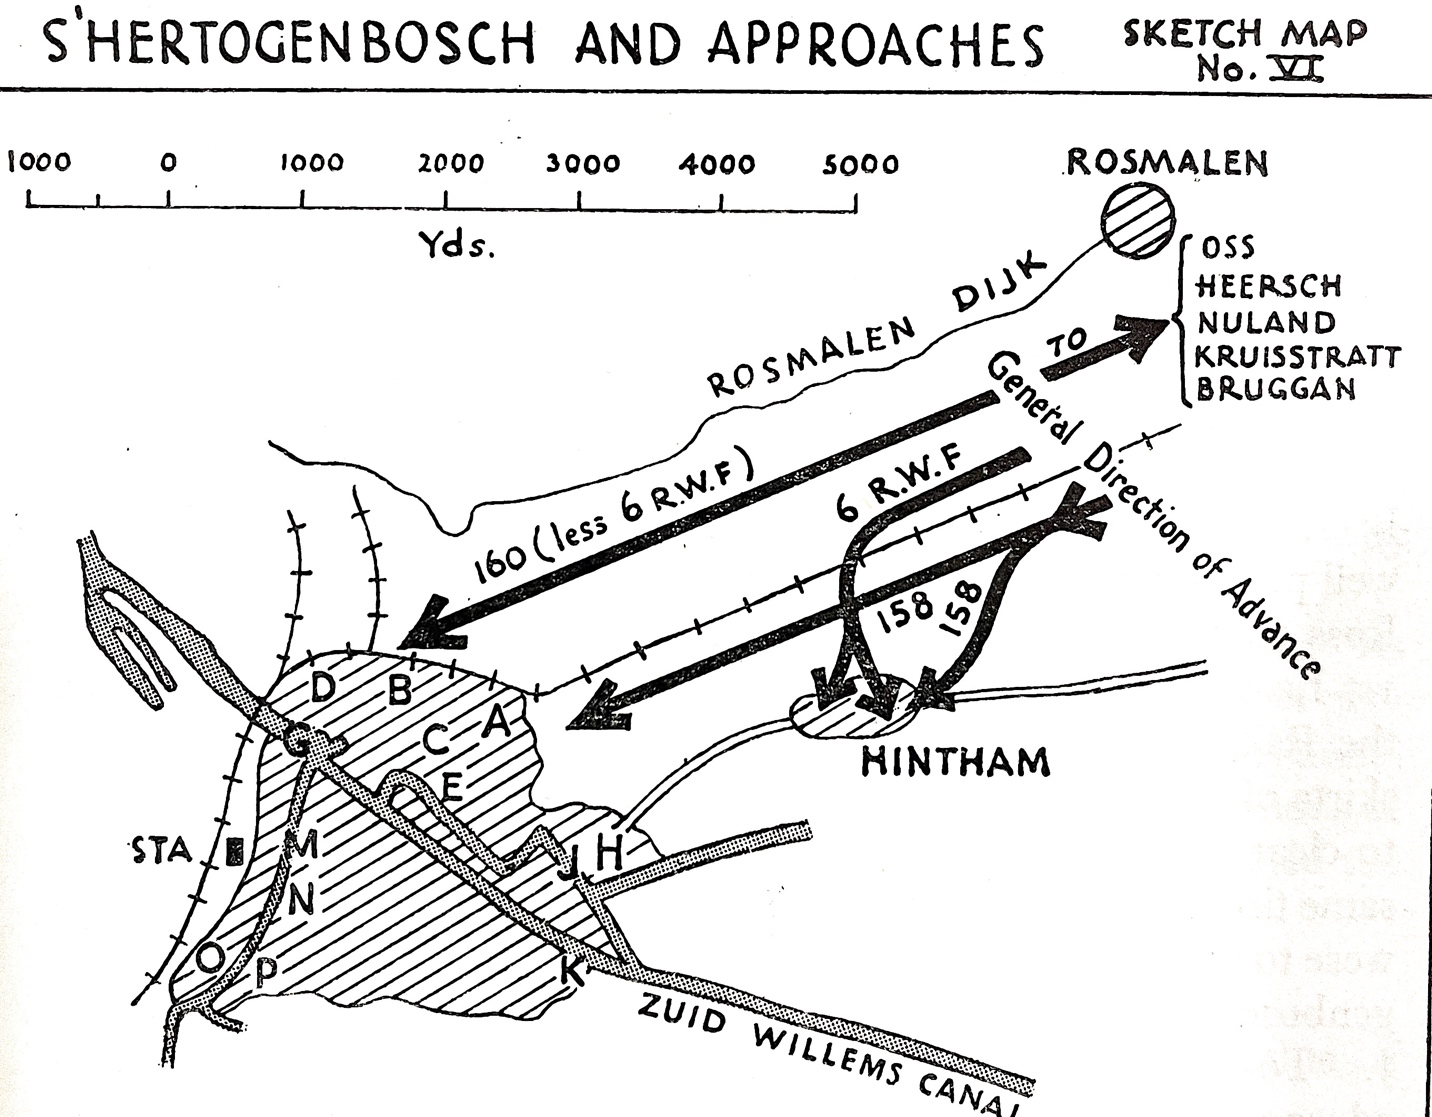 S'HERTOGENBOSCH AND APPROACHES
SKETCH MAP
No. VI
1000 0 1000 2000 3000 4000 5000
Yds.
ROSMALEN
OSS
HEERSCH
NULAND
KRUISSTRATT
BRUGGAN
TO
ROSMALEN DIJK
General Direction of Advance
160 (less 6 R.W.F)
6 R.W.F
158
158
D
B
A
C
G
E
HINTHAM
STA
M
H
J
N
O
P
K
ZUID WILLEMS CANAL